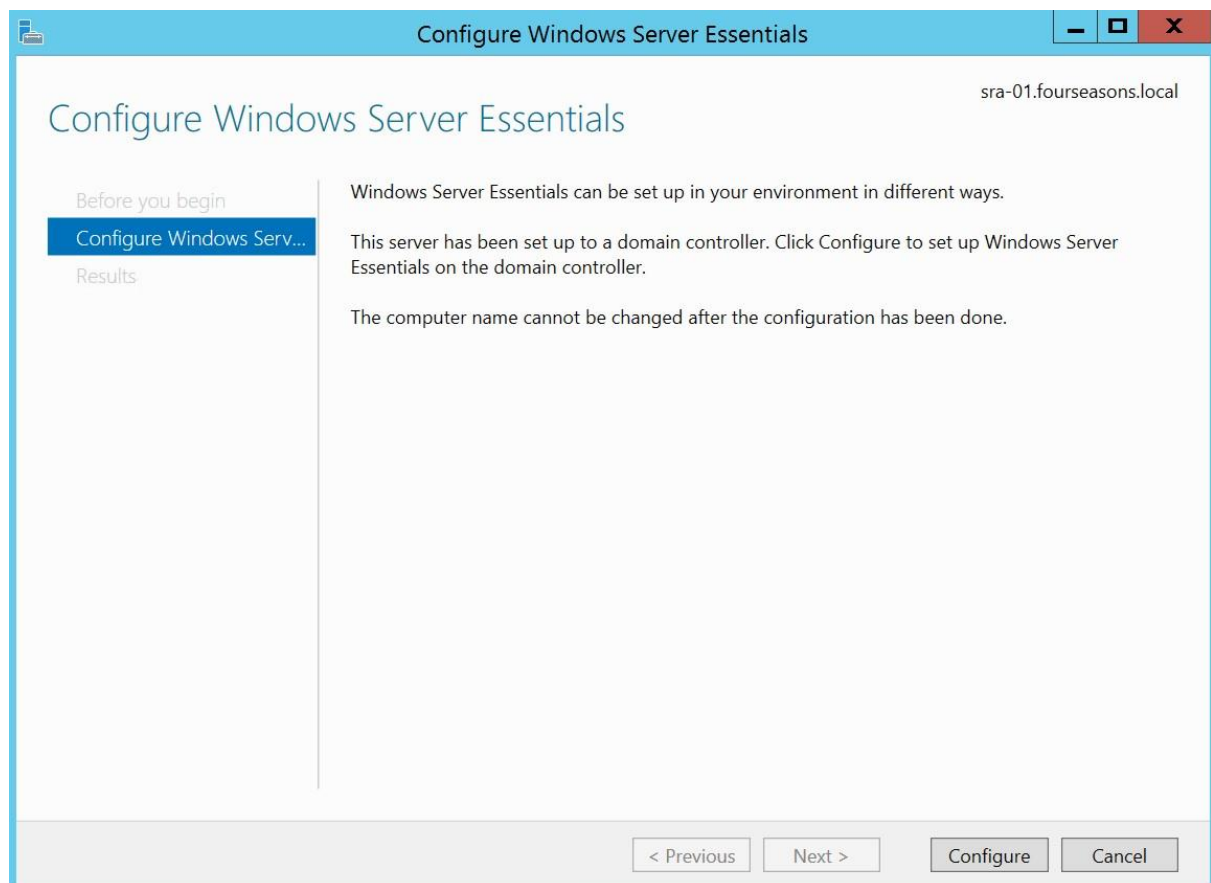 Configure Windows Server Essentials
sra-01.fourseasons.local
Configure Windows Server Essentials
Before you begin
Configure Windows Serv...
Results
Windows Server Essentials can be set up in your environment in different ways.
This server has been set up to a domain controller. Click Configure to set up Windows Server
Essentials on the domain controller.
The computer name cannot be changed after the configuration has been done.
< Previous
Next >
Configure
Cancel